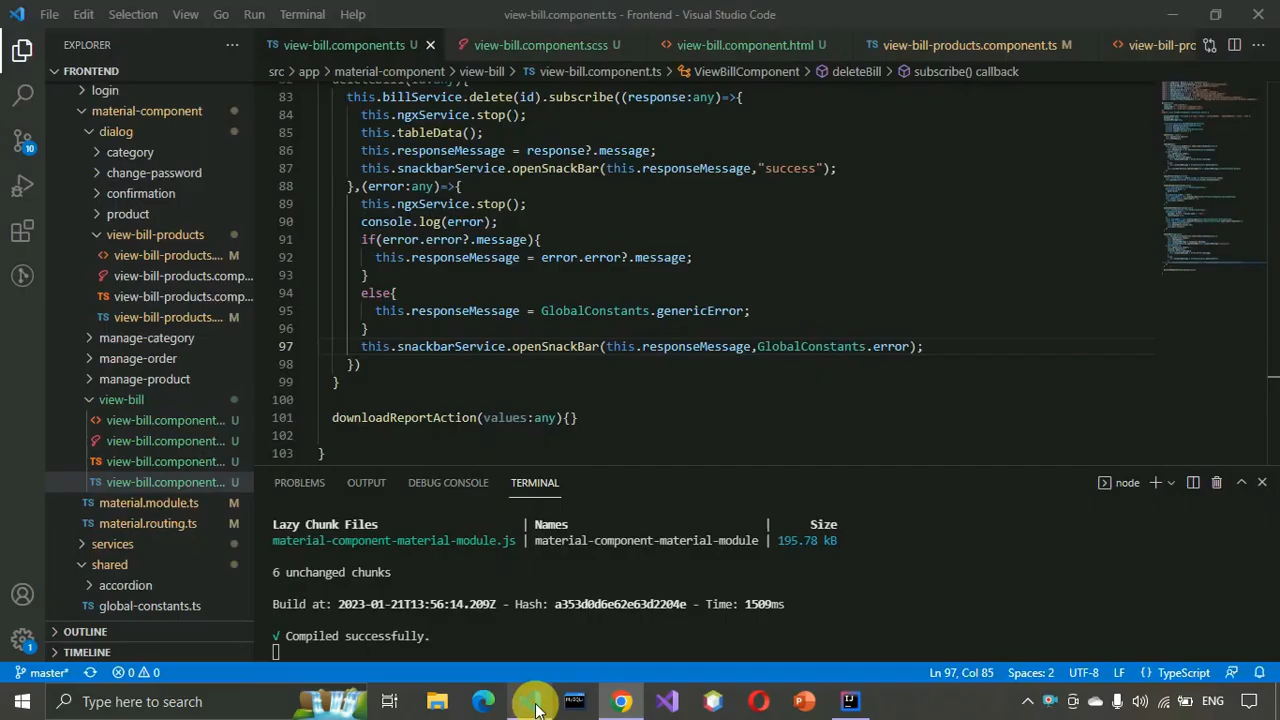 File Edit Selection View Go Run Terminal Help
view-bill.component.ts - Frontend - Visual Studio Code
EXPLORER
view-bill.component.ts U
view-bill.component.scss U
view-bill.component.html U
view-bill-products.component.ts M
view-bill-prc
FRONTEND
src > app > material-component > view-bill > TS view-bill.component.ts > ViewBillComponent > deleteBill > subscribe() callback
login
material-component
dialog
category
change-password
confirmation
product
view-bill-products
view-bill-products.... M
view-bill-products.comp...
view-bill-products.comp...
view-bill-products.... M
manage-category
manage-order
manage-product
view-bill
view-bill.component... U
view-bill.component... U
view-bill.component... U
TS view-bill.component... U
TS material.module.ts M
TS material.routing.ts M
services
shared
accordion
TS global-constants.ts
OUTLINE
TIMELINE
83 this.billService.delete(id).subscribe((response:any)=>{
84 this.ngxService.stop();
85 this.tableData();
86 this.responseMessage = response?.message;
87 this.snackbarService.openSnackBar(this.responseMessage,"success");
88 },(error:any)=>{
89 this.ngxService.stop();
90 console.log(error);
91 if(error.error?.message){
92 this.responseMessage = error.error?.message;
93 }
94 else{
95 this.responseMessage = GlobalConstants.genericError;
96 }
97 this.snackbarService.openSnackBar(this.responseMessage,GlobalConstants.error);
98 })
99 }
100
101 downloadReportAction(values:any){}
102
103 }
PROBLEMS OUTPUT DEBUG CONSOLE TERMINAL
node
Lazy Chunk Files | Names | Size
material-component-material-module.js | material-component-material-module | 195.78 kB
6 unchanged chunks
Build at: 2023-01-21T13:56:14.209Z - Hash: a353d0d6e62e63d2204e - Time: 1509ms
√ Compiled successfully.
master* 0 0
Ln 97, Col 85 Spaces: 2 UTF-8 LF TypeScript
Type here to search
ENG